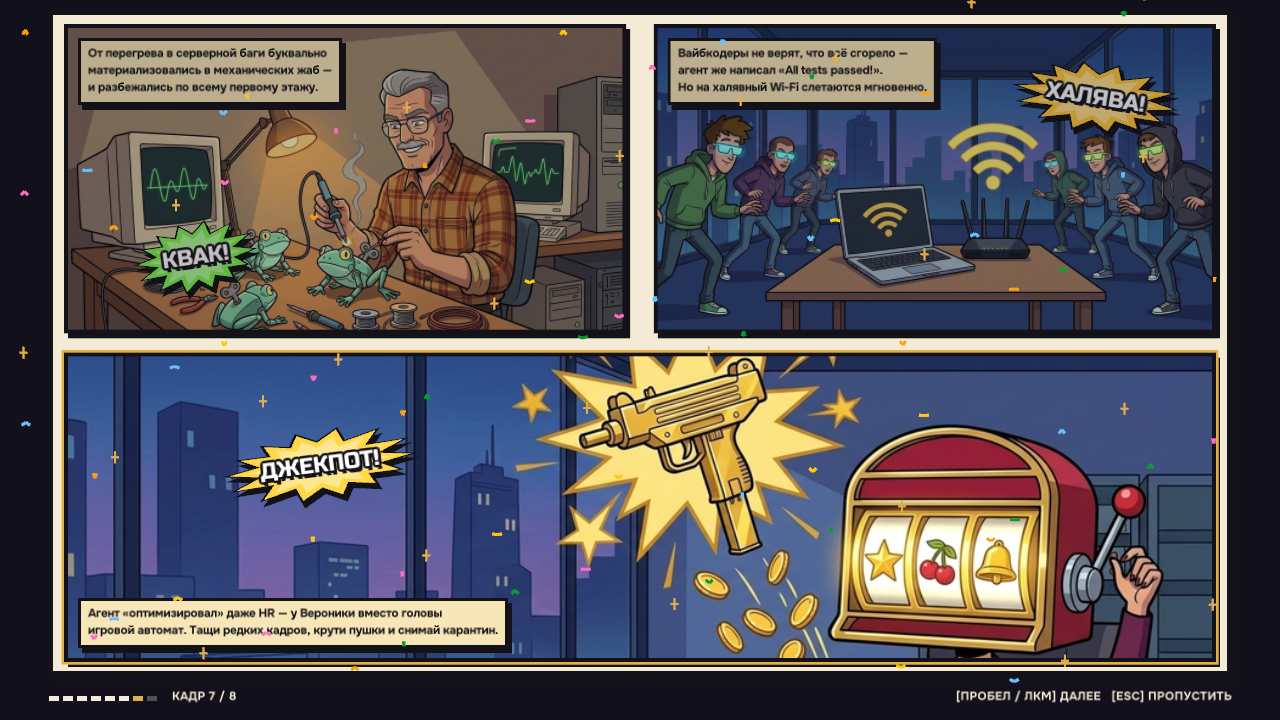 От перегрева в серверной баги буквально
материализовались в механических жаб —
и разбежались по всему первому этажу.
КВАК!
Вайбкодеры не верят, что всё сгорело —
агент же написал «All tests passed!».
Но на халявный Wi-Fi слетаются мгновенно.
ХАЛЯВА!
ДЖЕКПОТ!
Агент «оптимизировал» даже HR — у Вероники вместо головы
игровой автомат. Тащи редких кадров, крути пушки и снимай карантин.
КАДР 7 / 8
[ПРОБЕЛ / ЛКМ] ДАЛЕЕ [ESC] ПРОПУСТИТЬ